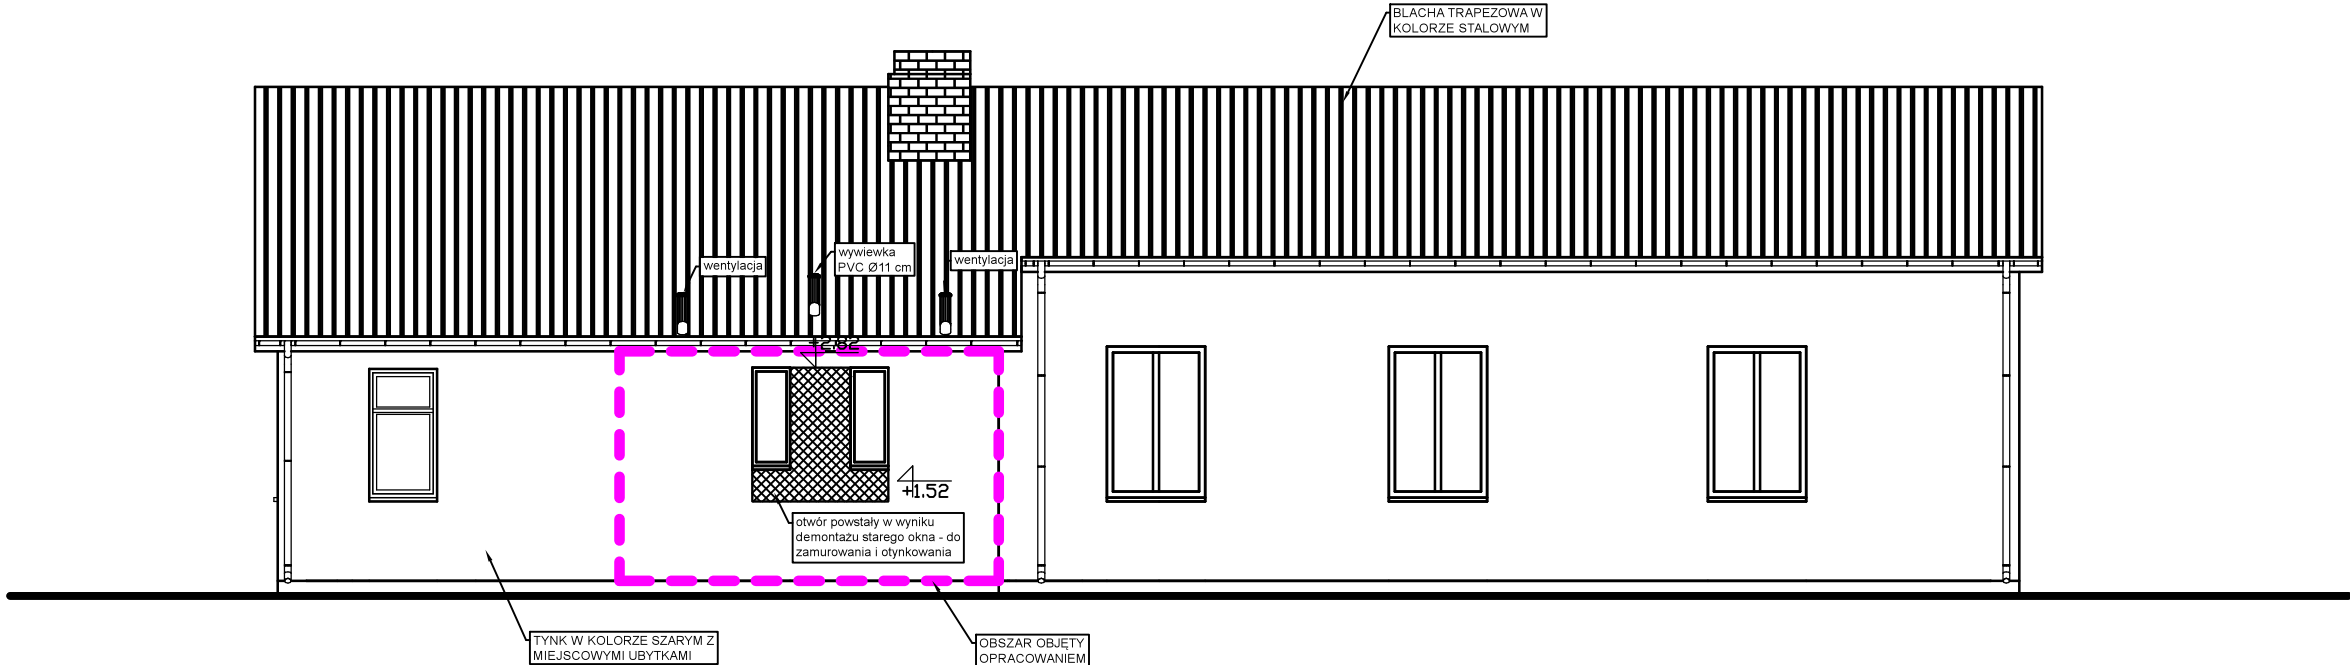 BLACHA TRAPEZOWA W
KOLORZE STALOWYM
wentylacja
wywiewka
PVC Ø11 cm
wentylacja
+2.82
+1.52
otwór powstały w wyniku
demontażu starego okna - do
zamurowania i otynkowania
TYNK W KOLORZE SZARYM Z
MIEJSCOWYMI UBYTKAMI
OBSZAR OBJĘTY
OPRACOWANIEM